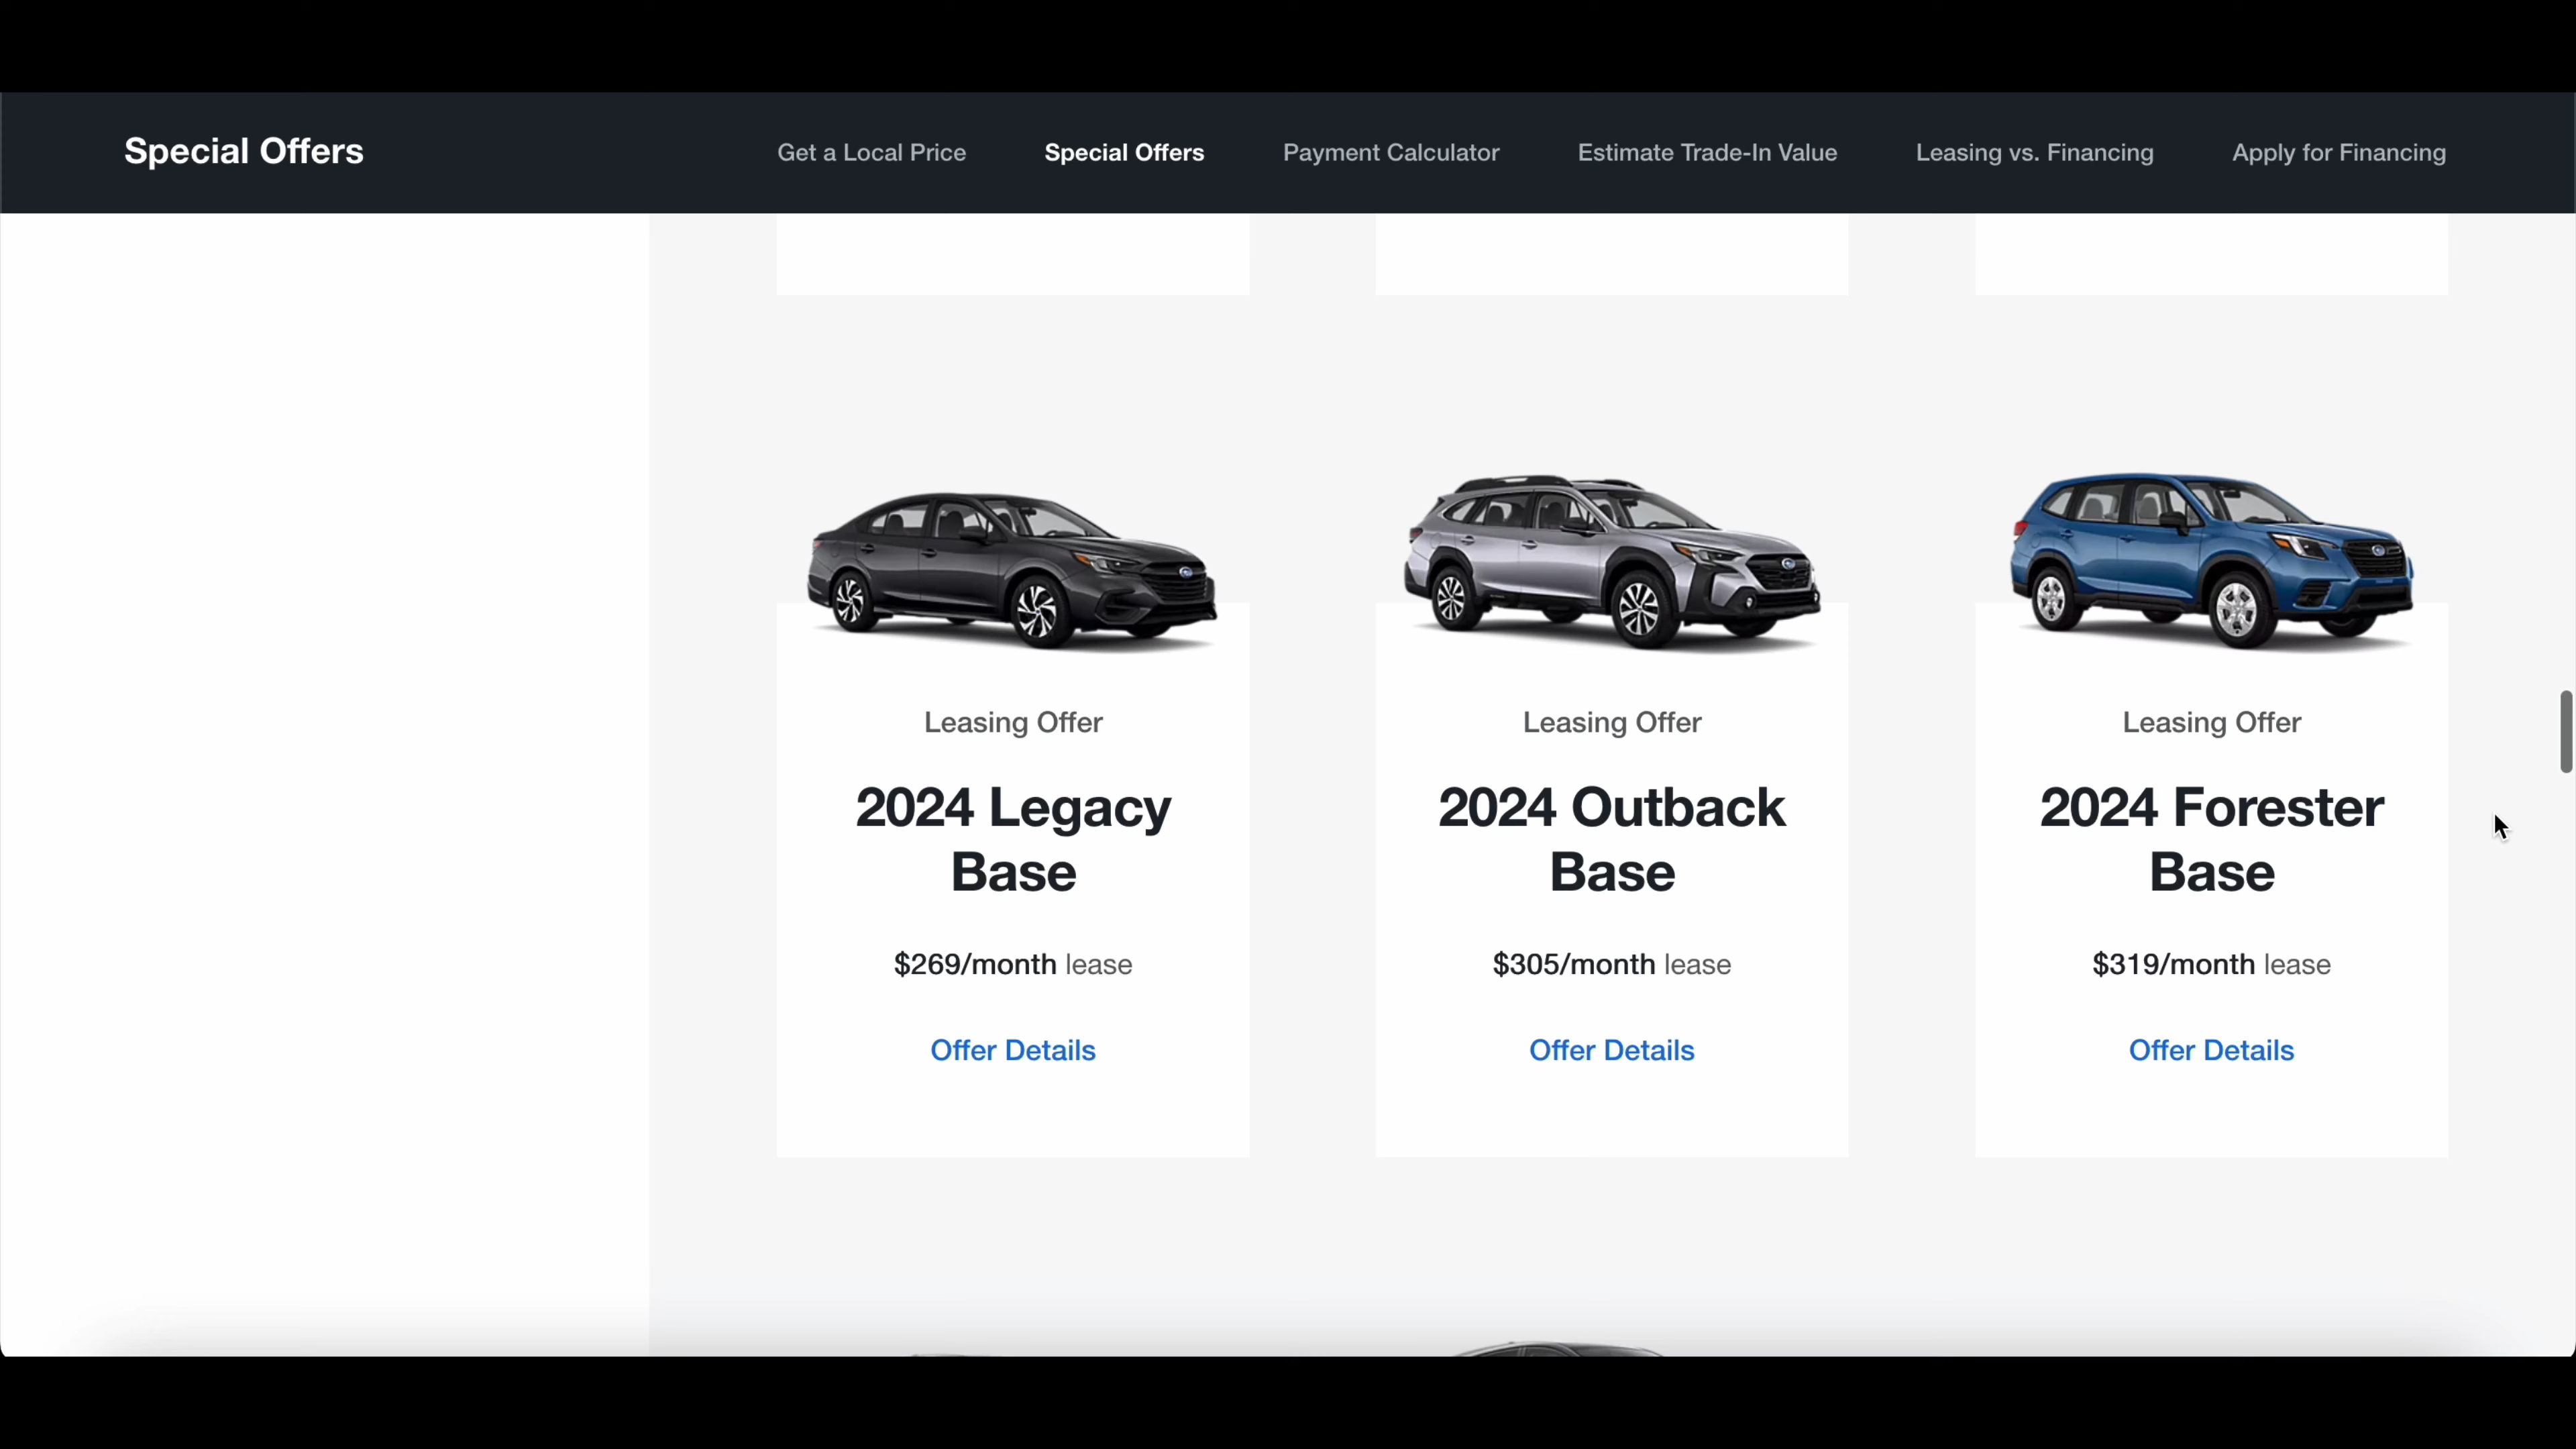 Special Offers
Get a Local Price
Special Offers
Payment Calculator
Estimate Trade-In Value
Leasing vs. Financing
Apply for Financing
Leasing Offer
2024 Legacy
Base
$269/month lease
Offer Details
Leasing Offer
2024 Outback
Base
$305/month lease
Offer Details
Leasing Offer
2024 Forester
Base
$319/month lease
Offer Details